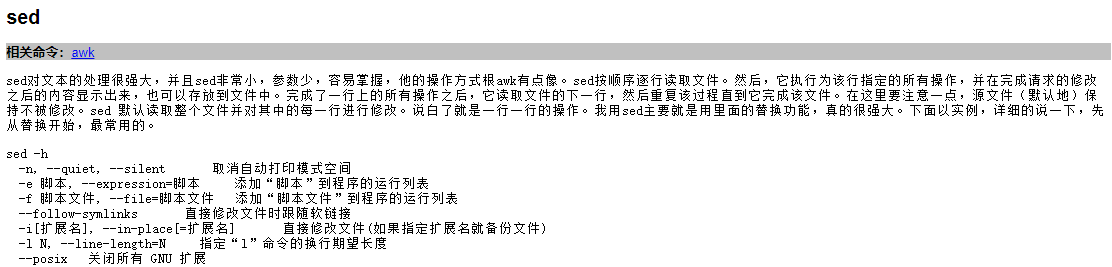 sed
相关命令：awk
sed对文本的处理很强大，并且sed非常小，参数少，容易掌握，他的操作方式根awk有点像。sed按顺序逐行读取文件。然后，它执行为该行指定的所有操作，并在完成请求的修改
之后的内容显示出来，也可以存放到文件中。完成了一行上的所有操作之后，它读取文件的下一行，然后重复该过程直到它完成该文件。在这里要注意一点，源文件（默认地）保
持不被修改。sed 默认读取整个文件并对其中的每一行进行修改。说白了就是一行一行的操作。我用sed主要就是用里面的替换功能，真的很强大。下面以实例，详细的说一下，先
从替换开始，最常用的。
sed -h
-n, --quiet, --silent 取消自动打印模式空间
-e 脚本, --expression=脚本 添加“脚本”到程序的运行列表
-f 脚本文件, --file=脚本文件 添加“脚本文件”到程序的运行列表
--follow-symlinks 直接修改文件时跟随软链接
-i[扩展名], --in-place[=扩展名] 直接修改文件(如果指定扩展名就备份文件)
-l N, --line-length=N 指定“l”命令的换行期望长度
--posix 关闭所有 GNU 扩展